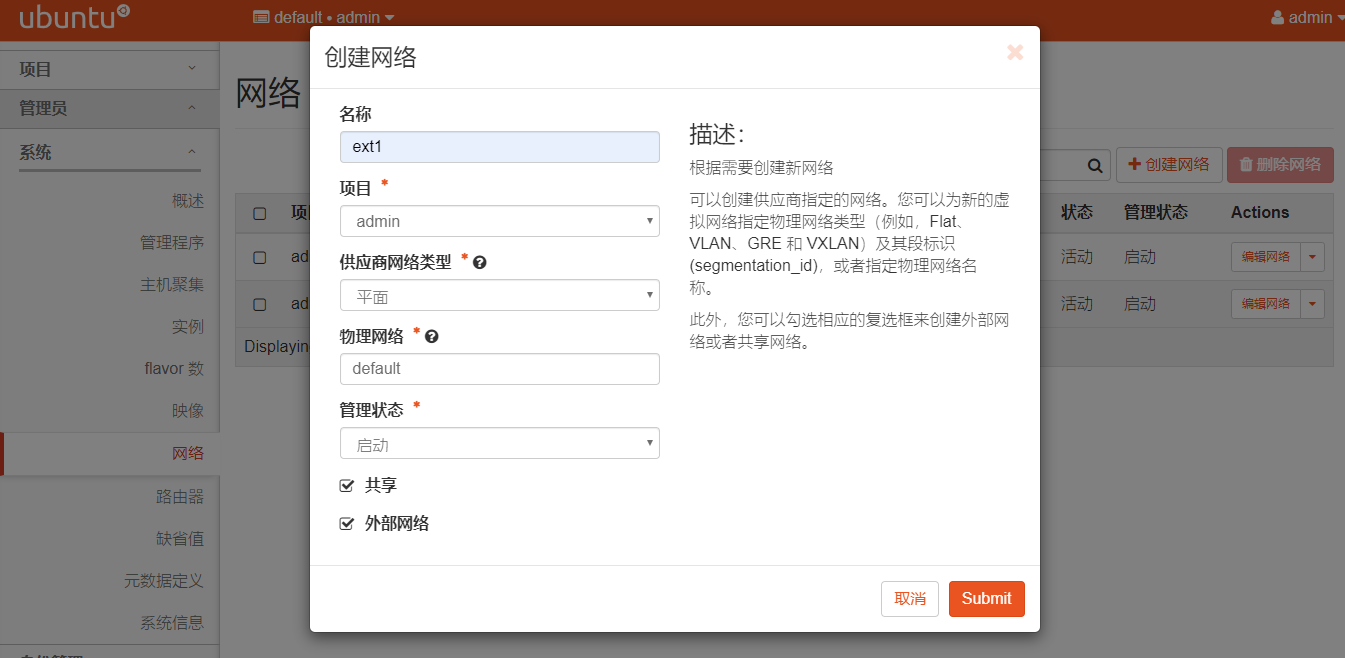 ubuntu
default • admin
admin
项目
管理员
系统
概述
管理程序
主机聚集
实例
flavor 数
映像
网络
路由器
缺省值
元数据定义
系统信息
网络
创建网络
删除网络
项
状态
管理状态
Actions
ad
活动
启动
编辑网络
ad
活动
启动
编辑网络
Displayin
创建网络
名称
ext1
项目 *
admin
供应商网络类型 *
平面
物理网络 *
default
管理状态 *
启动
共享
外部网络
描述：
根据需要创建新网络
可以创建供应商指定的网络。您可以为新的虚
拟网络指定物理网络类型（例如，Flat、
VLAN、GRE 和 VXLAN）及其段标识
(segmentation_id)，或者指定物理网络名
称。
此外，您可以勾选相应的复选框来创建外部网
络或者共享网络。
取消
Submit